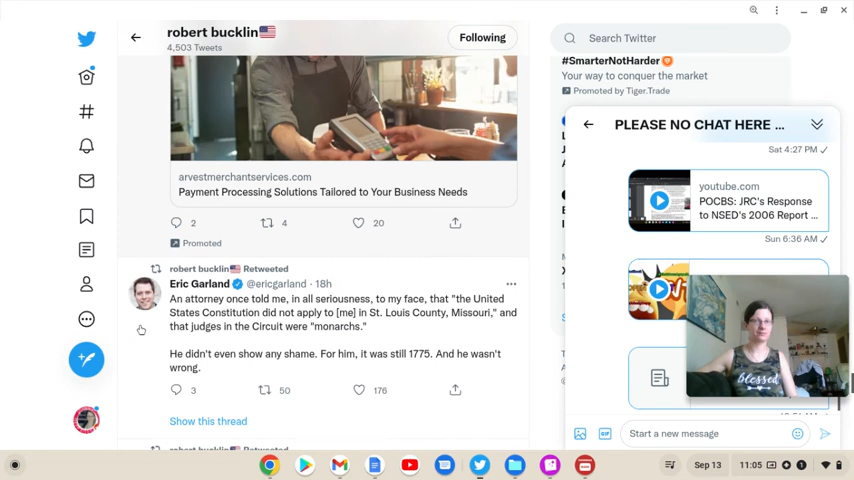 robert bucklin
4,503 Tweets
Following
Search Twitter
#SmarterNotHarder
Your way to conquer the market
Promoted by Tiger.Trade
arvestmerchantservices.com
Payment Processing Solutions Tailored to Your Business Needs
2
4
20
Promoted
robert bucklin Retweeted
Eric Garland @ericgarland · 18h
An attorney once told me, in all seriousness, to my face, that "the United
States Constitution did not apply to [me] in St. Louis County, Missouri," and
that judges in the Circuit were "monarchs."
He didn't even show any shame. For him, it was still 1775. And he wasn't
wrong.
3
50
176
Show this thread
PLEASE NO CHAT HERE ...
Sat 4:27 PM
youtube.com
POCBS: JRC's Response
to NSED's 2006 Report ...
Sun 6:36 AM
blessed
GIF
Start a new message
Sep 13
11:05